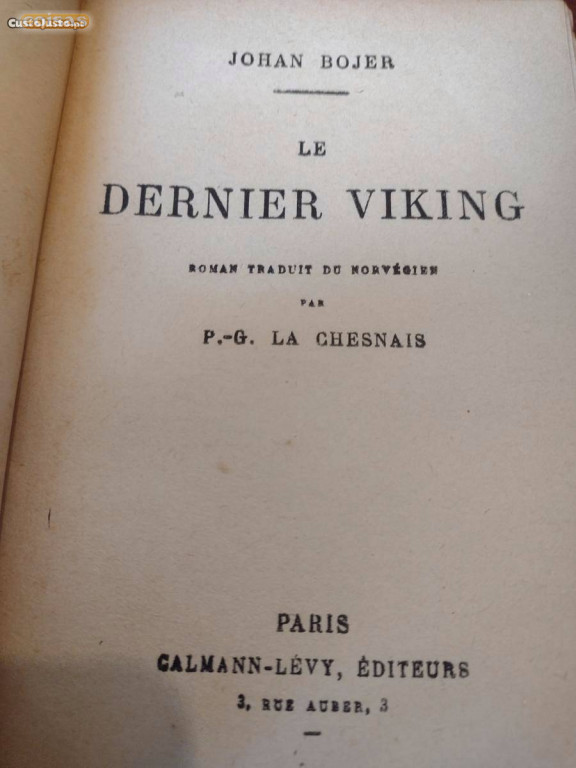 CustoJusto.pt
coisas
JOHAN BOJER
LE
DERNIER VIKING
ROMAN TRADUIT DU NORVÉGIEN
PAR
P.-G. LA CHESNAIS
PARIS
CALMANN-LÉVY, ÉDITEURS
3, RUE AUBER, 3